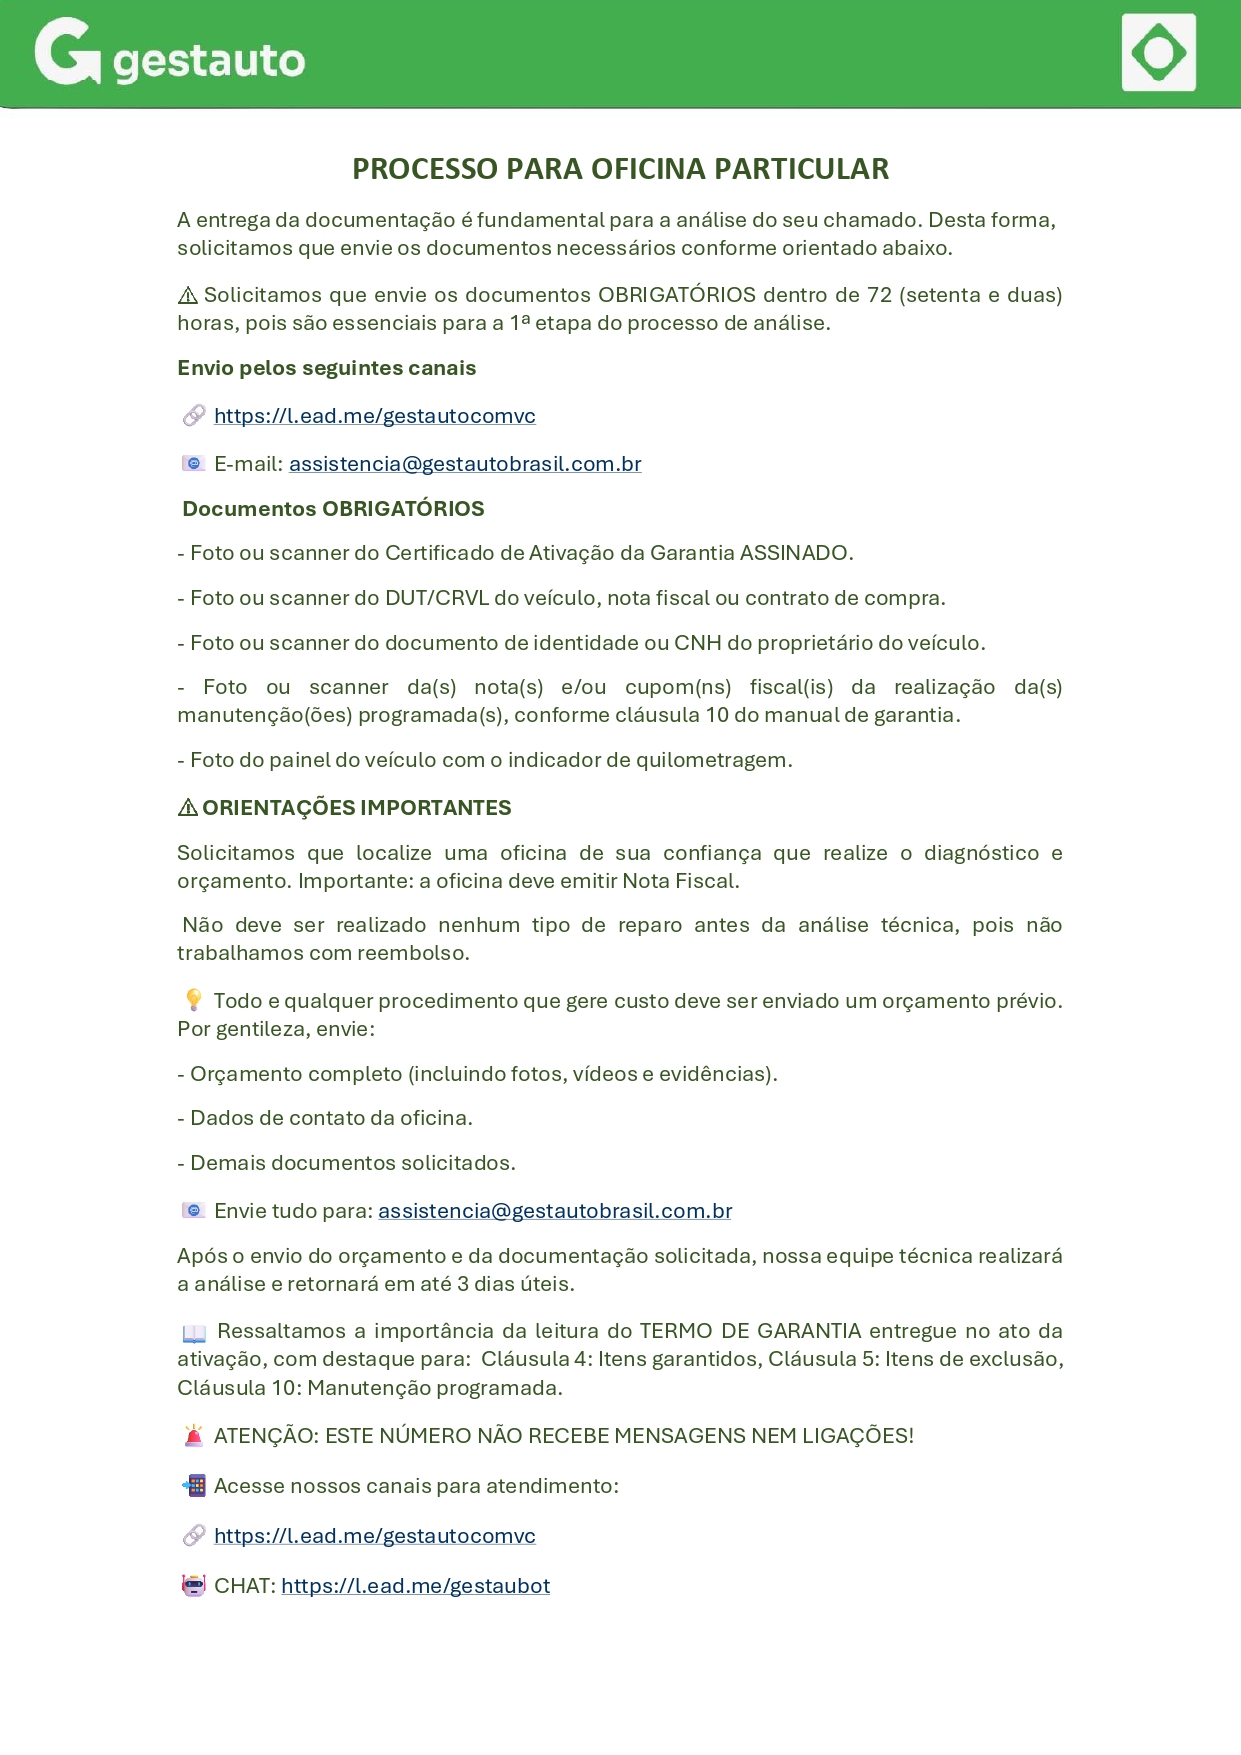 gestauto
PROCESSO PARA OFICINA PARTICULAR
A entrega da documentação é fundamental para a análise do seu chamado. Desta forma,
solicitamos que envie os documentos necessários conforme orientado abaixo.
⚠ Solicitamos que envie os documentos OBRIGATÓRIOS dentro de 72 (setenta e duas)
horas, pois são essenciais para a 1ª etapa do processo de análise.
Envio pelos seguintes canais
🔗 https://l.ead.me/gestautocomvc
📧 E-mail: assistencia@gestautobrasil.com.br
Documentos OBRIGATÓRIOS
- Foto ou scanner do Certificado de Ativação da Garantia ASSINADO.
- Foto ou scanner do DUT/CRVL do veículo, nota fiscal ou contrato de compra.
- Foto ou scanner do documento de identidade ou CNH do proprietário do veículo.
- Foto ou scanner da(s) nota(s) e/ou cupom(ns) fiscal(is) da realização da(s)
manutenção(ões) programada(s), conforme cláusula 10 do manual de garantia.
- Foto do painel do veículo com o indicador de quilometragem.
⚠ ORIENTAÇÕES IMPORTANTES
Solicitamos que localize uma oficina de sua confiança que realize o diagnóstico e
orçamento. Importante: a oficina deve emitir Nota Fiscal.
Não deve ser realizado nenhum tipo de reparo antes da análise técnica, pois não
trabalhamos com reembolso.
💡 Todo e qualquer procedimento que gere custo deve ser enviado um orçamento prévio.
Por gentileza, envie:
- Orçamento completo (incluindo fotos, vídeos e evidências).
- Dados de contato da oficina.
- Demais documentos solicitados.
📧 Envie tudo para: assistencia@gestautobrasil.com.br
Após o envio do orçamento e da documentação solicitada, nossa equipe técnica realizará
a análise e retornará em até 3 dias úteis.
📖 Ressaltamos a importância da leitura do TERMO DE GARANTIA entregue no ato da
ativação, com destaque para: Cláusula 4: Itens garantidos, Cláusula 5: Itens de exclusão,
Cláusula 10: Manutenção programada.
🚨 ATENÇÃO: ESTE NÚMERO NÃO RECEBE MENSAGENS NEM LIGAÇÕES!
📲 Acesse nossos canais para atendimento:
🔗 https://l.ead.me/gestautocomvc
🤖 CHAT: https://l.ead.me/gestaubot